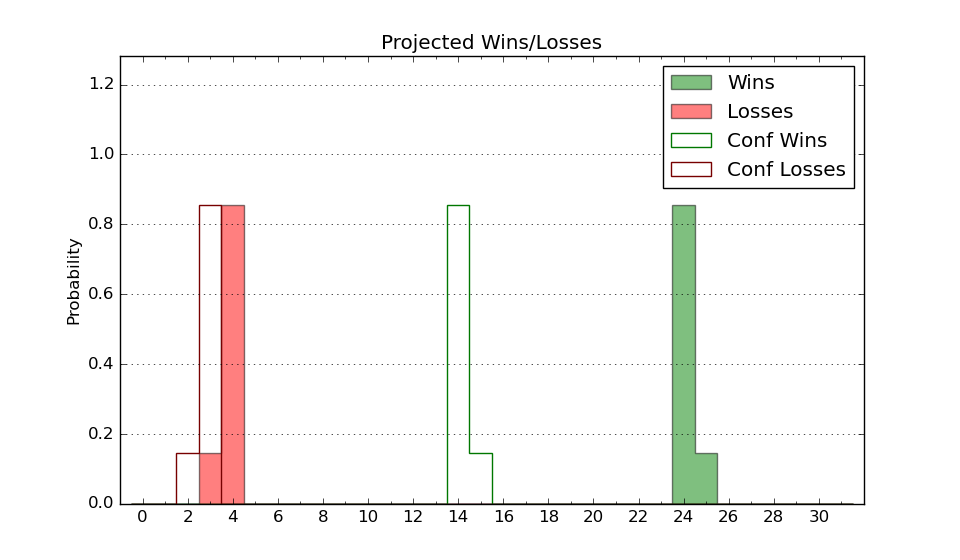 Projected Wins/Losses
1.2
1.0
0.8
0.6
0.4
0.2
0.0
Probability
Wins
Losses
Conf Wins
Conf Losses
0 2 4 6 8 10 12 14 16 18 20 22 24 26 28 30